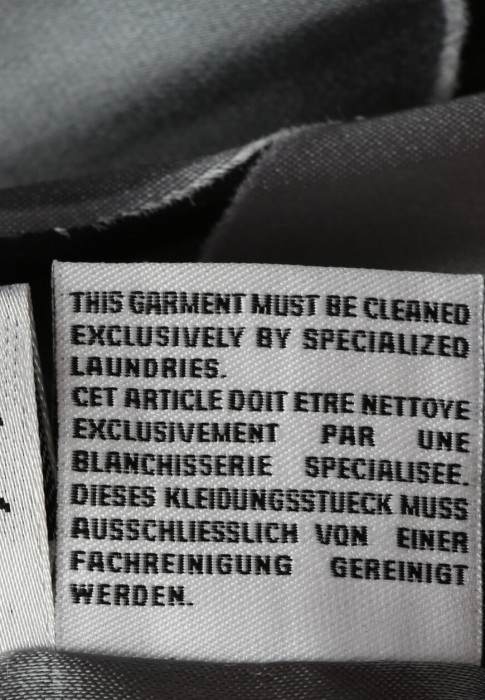 THIS GARMENT MUST BE CLEANED
EXCLUSIVELY BY SPECIALIZED
LAUNDRIES.
CET ARTICLE DOIT ETRE NETTOYE
EXCLUSIVEMENT PAR UNE
BLANCHISSERIE SPECIALISEE.
DIESES KLEIDUNGSSTUECK MUSS
AUSSCHLIESSLICH VON EINER
FACHREINIGUNG GEREINIGT
WERDEN.